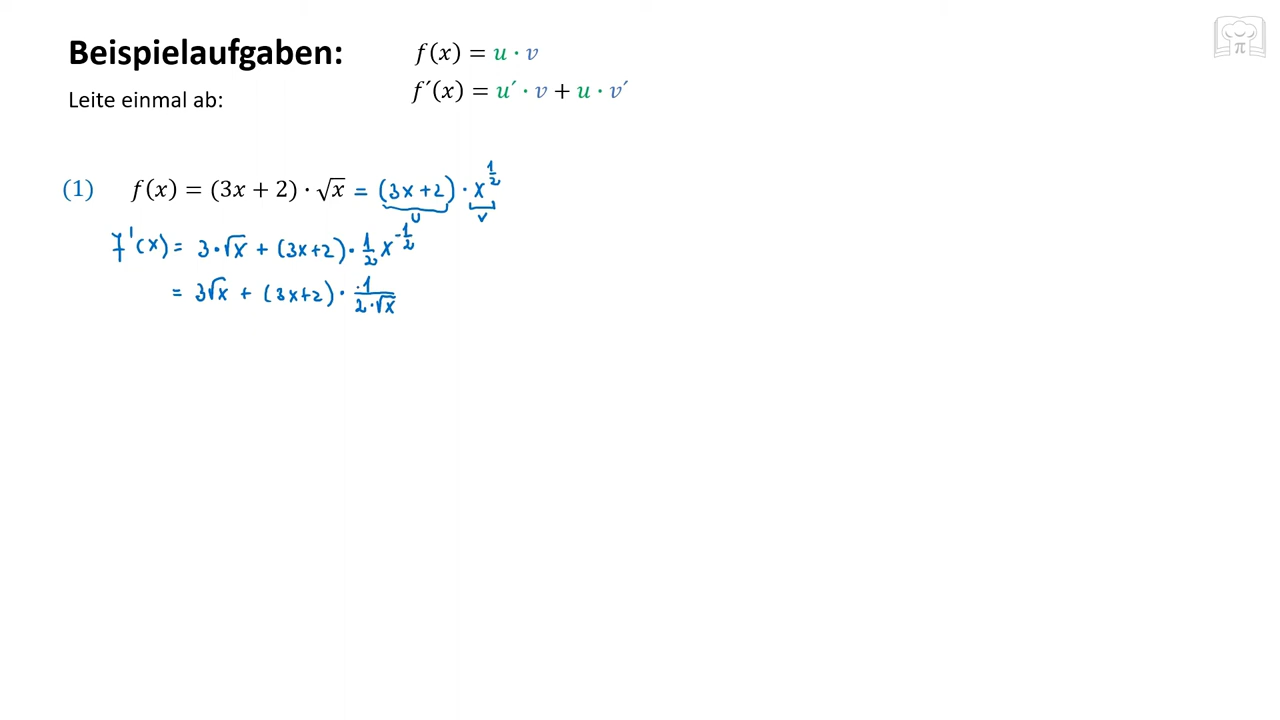 Beispielaufgaben:
f(x) = u · v
f´(x) = u´ · v + u · v´
Leite einmal ab:
(1) f(x) = (3x + 2) · √x = (3x+2) · x^(1/2)
u v
f'(x) = 3·√x + (3x+2) · 1/2 x^(-1/2)
= 3√x + (3x+2) · 1/(2·√x)
π